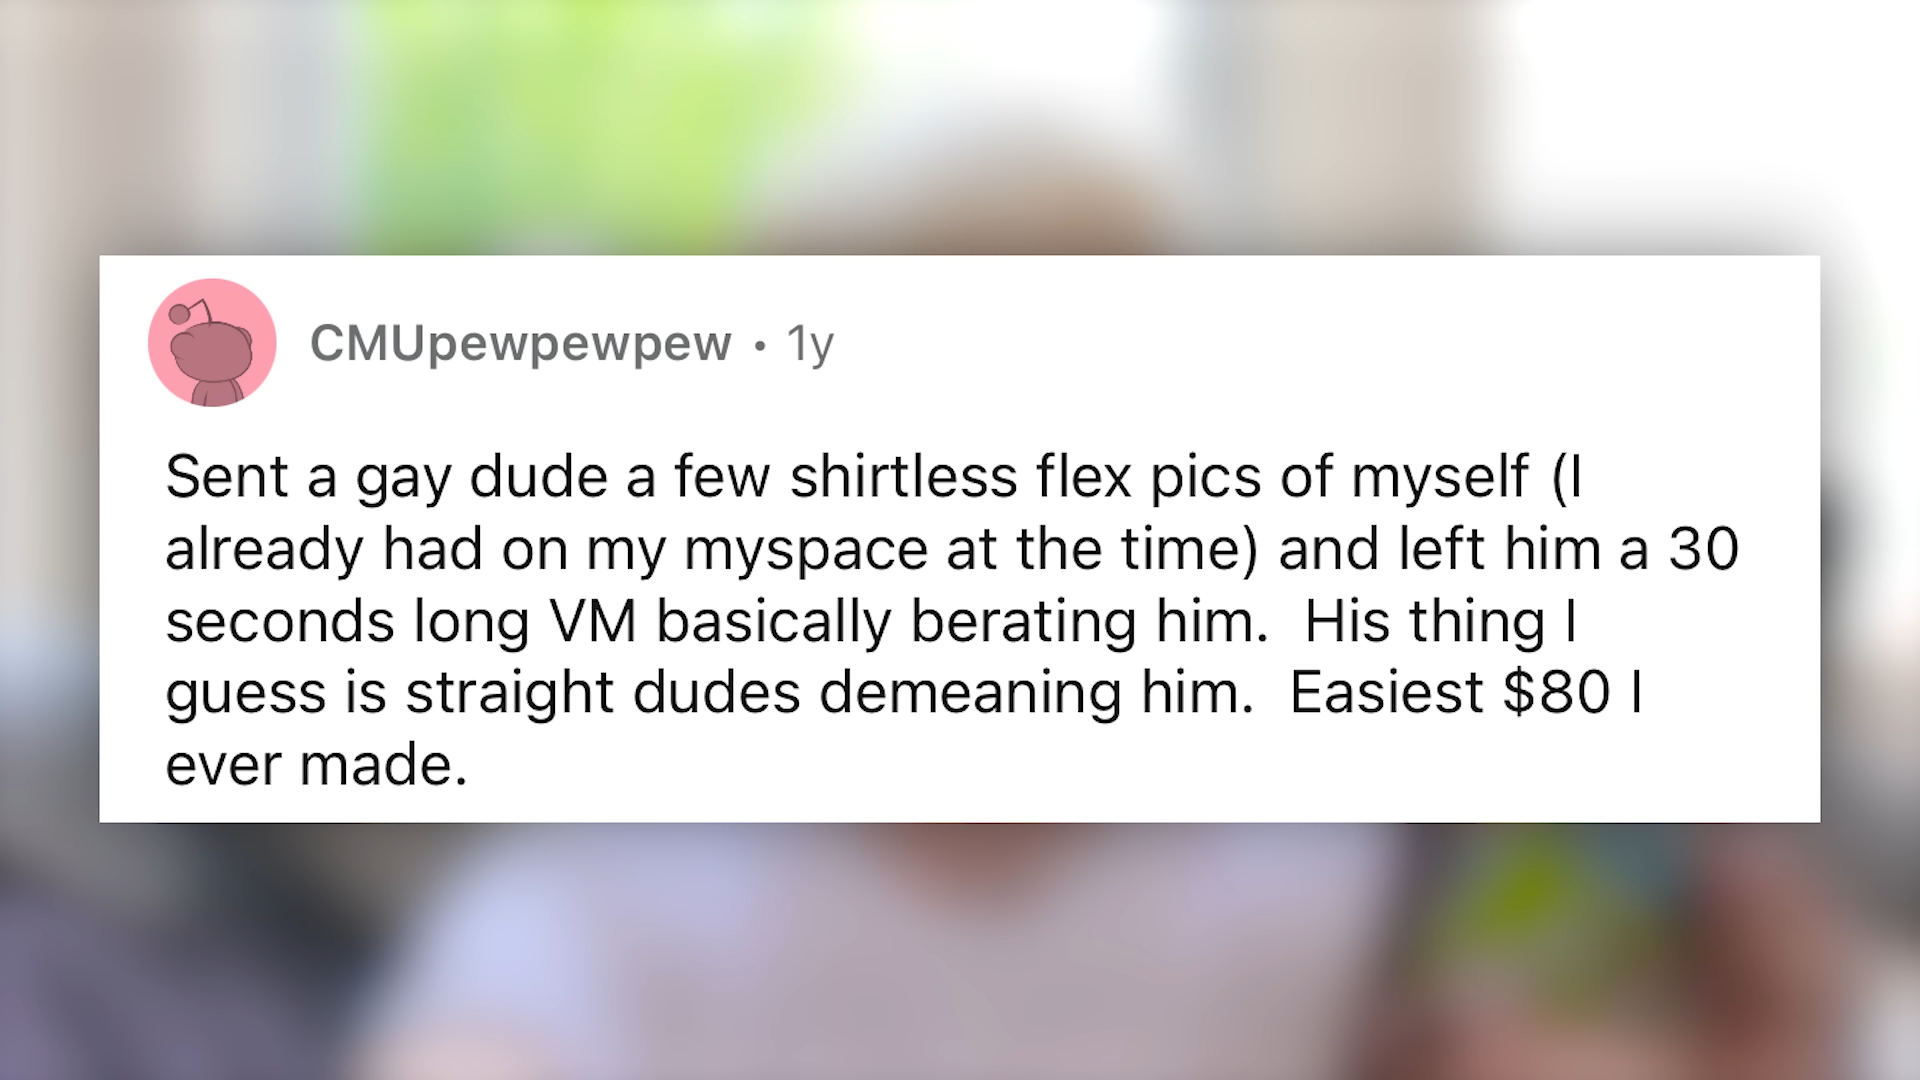 CMUpewpewpew • 1y
Sent a gay dude a few shirtless flex pics of myself (I
already had on my myspace at the time) and left him a 30
seconds long VM basically berating him.  His thing I
guess is straight dudes demeaning him.  Easiest $80 I
ever made.